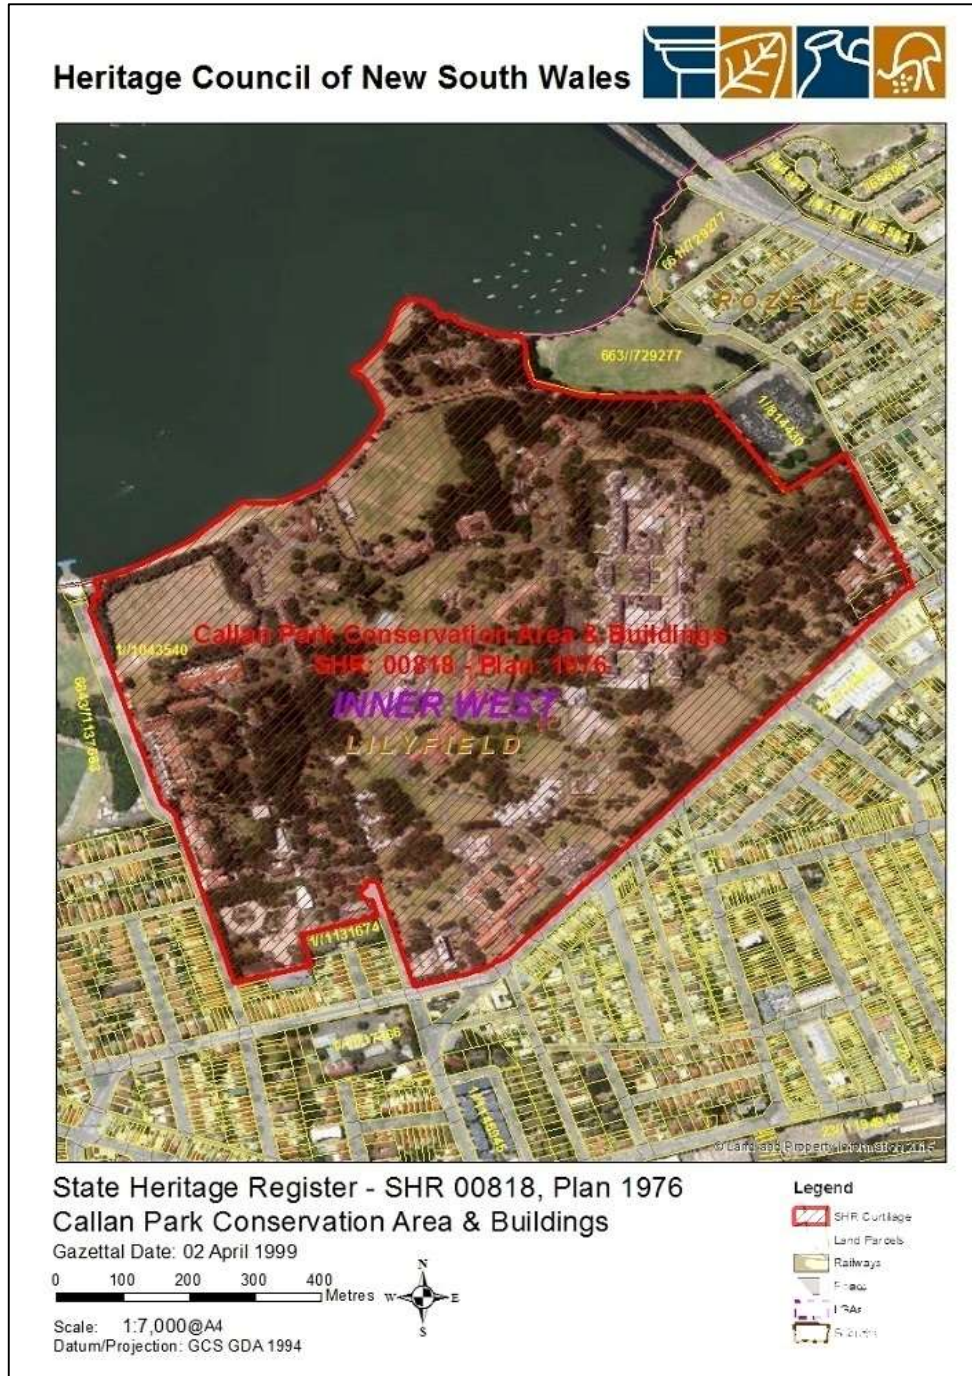 Heritage Council of New South Wales
ROZELLE
663//729277
1//814430
Callan Park Conservation Area & Buildings
SHR: 00818 - Plan: 1976
1//1043540
INNER WEST
LILYFIELD
1//1131674
State Heritage Register - SHR 00818, Plan 1976
Callan Park Conservation Area & Buildings
Gazettal Date: 02 April 1999
0 100 200 300 400
Metres
N
W E
S
Scale: 1:7,000@A4
Datum/Projection: GCS GDA 1994
Legend
SHR Curtilage
Land Parcels
Railways
LGAs